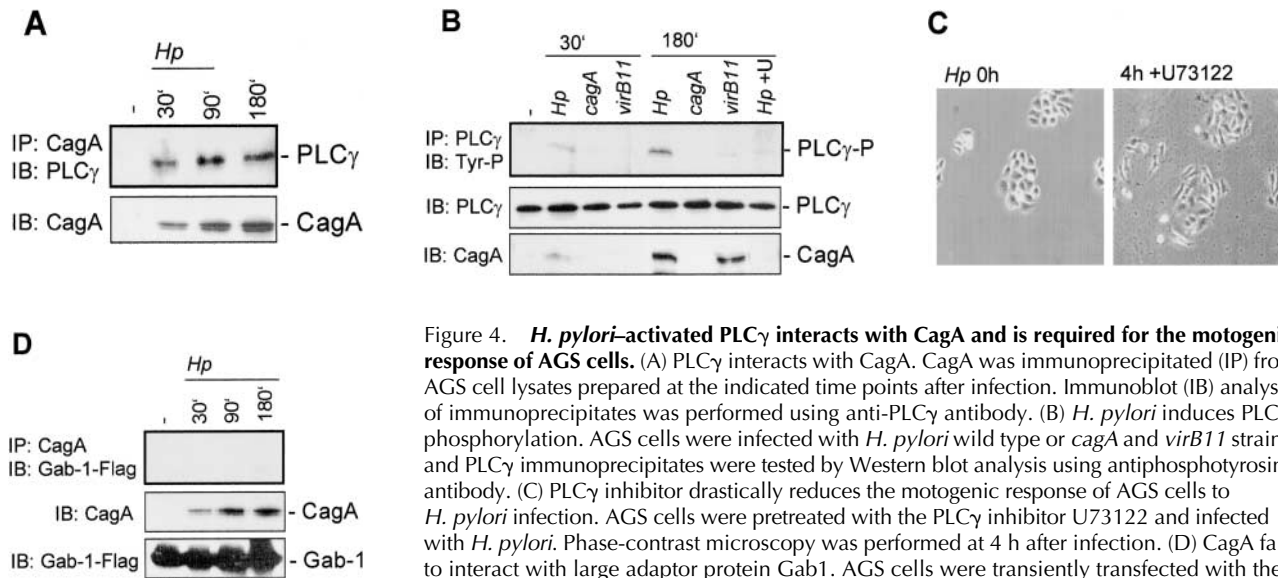 A
Hp
- 30‘ 90‘ 180‘
IP: CagA
IB: PLCγ
- PLCγ
IB: CagA
- CagA
B
30‘ 180‘
- Hp cagA virB11 Hp cagA virB11 Hp +U
IP: PLCγ
IB: Tyr-P
- PLCγ-P
IB: PLCγ
- PLCγ
IB: CagA
- CagA
C
Hp 0h
4h +U73122
D
Hp
- 30‘ 90‘ 180‘
IP: CagA
IB: Gab-1-Flag
IB: CagA
- CagA
IB: Gab-1-Flag
- Gab-1
Figure 4. H. pylori–activated PLCγ interacts with CagA and is required for the motogeni
response of AGS cells. (A) PLCγ interacts with CagA. CagA was immunoprecipitated (IP) fro
AGS cell lysates prepared at the indicated time points after infection. Immunoblot (IB) analys
of immunoprecipitates was performed using anti-PLCγ antibody. (B) H. pylori induces PLC
phosphorylation. AGS cells were infected with H. pylori wild type or cagA and virB11 strain
and PLCγ immunoprecipitates were tested by Western blot analysis using antiphosphotyrosin
antibody. (C) PLCγ inhibitor drastically reduces the motogenic response of AGS cells to
H. pylori infection. AGS cells were pretreated with the PLCγ inhibitor U73122 and infected
with H. pylori. Phase-contrast microscopy was performed at 4 h after infection. (D) CagA fa
to interact with large adaptor protein Gab1. AGS cells were transiently transfected with the